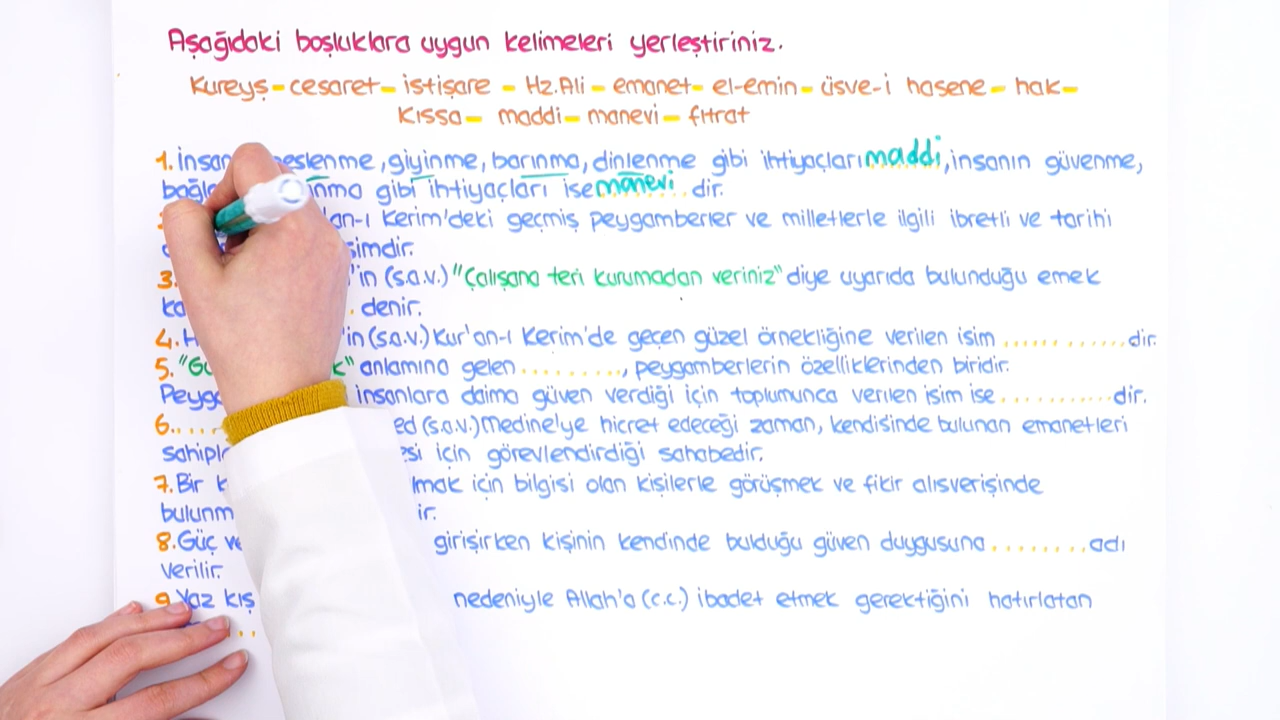 Aşağıdaki boşluklara uygun kelimeleri yerleştiriniz.
Kureyş - cesaret - istişare - Hz.Ali - emanet - el-emin - üsve-i hasene - hak -
Kıssa - maddi - manevi - fıtrat
1. İnsan eslenme, giyinme, barınma, dinlenme gibi ihtiyaçları maddi, insanın güvenme,
bağl nma gibi ihtiyaçları ise manevi.. dir.
an-ı Kerim'deki geçmiş peygamberler ve milletlerle ilgili ibretli ve tarihi
simdir.
3. 'in (s.a.v.) "Çalışana teri kurumadan veriniz" diye uyarıda bulunduğu emek
ka . denir.
4. H 'in (s.a.v.) Kur'an-ı Kerim'de geçen güzel örnekliğine verilen isim ............ dir.
5. "Gü k" anlamına gelen ........., peygamberlerin özelliklerinden biridir.
Peyga insanlara daima güven verdiği için toplumunca verilen isim ise ........... dir.
6..... ed (s.a.v.) Medine'ye hicret edeceği zaman, kendisinde bulunan emanetleri
sahipl si için görevlendirdiği sahabedir.
7. Bir k lmak için bilgisi olan kişilerle görüşmek ve fikir alışverişinde
bulunm ir.
8. Güç ve girişirken kişinin kendinde bulduğu güven duygusuna ........ adı
verilir.
9 Yaz kış nedeniyle Allah'a (c.c.) ibadet etmek gerektiğini hatırlatan
..